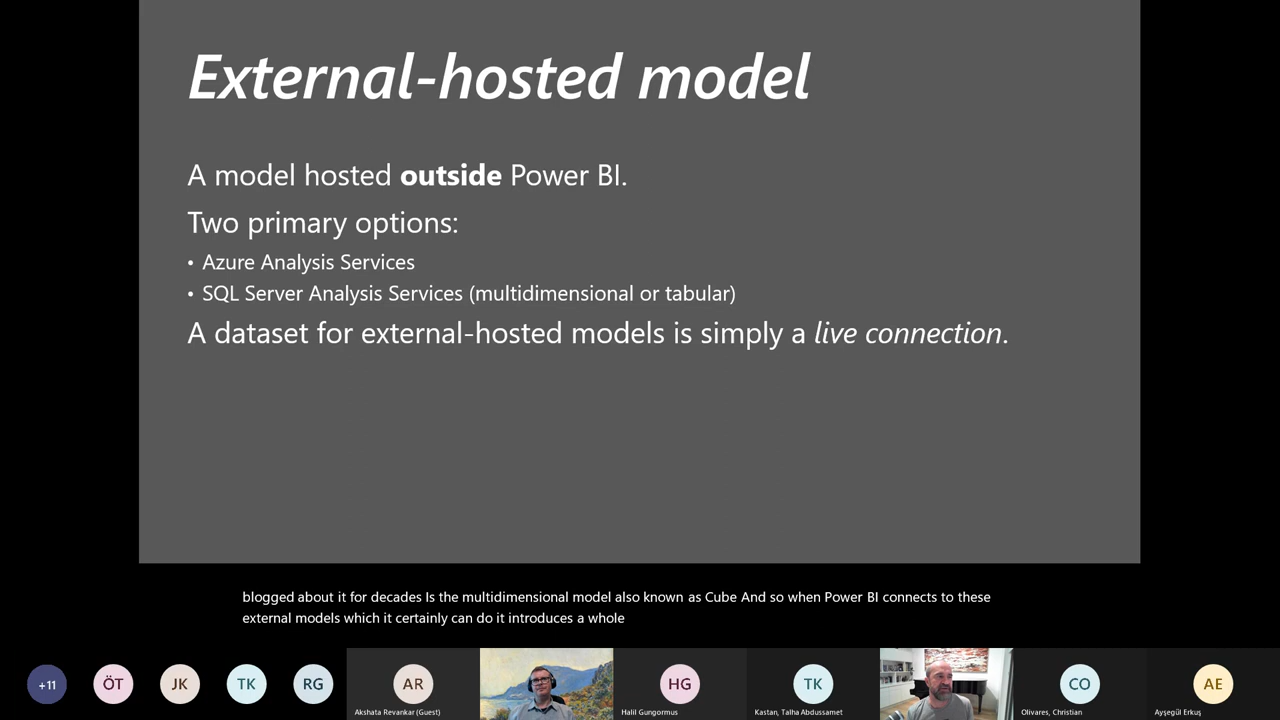 External-hosted model
A model hosted outside Power BI.
Two primary options:
• Azure Analysis Services
• SQL Server Analysis Services (multidimensional or tabular)
A dataset for external-hosted models is simply a live connection.
blogged about it for decades Is the multidimensional model also known as Cube And so when Power BI connects to these
external models which it certainly can do it introduces a whole
+11
ÖT
JK
TK
RG
AR
Akshata Revankar (Guest)
HG
Halil Gungormus
TK
Kastan, Talha Abdussamet
CO
Olivares, Christian
AE
Ayşegül Erkuş